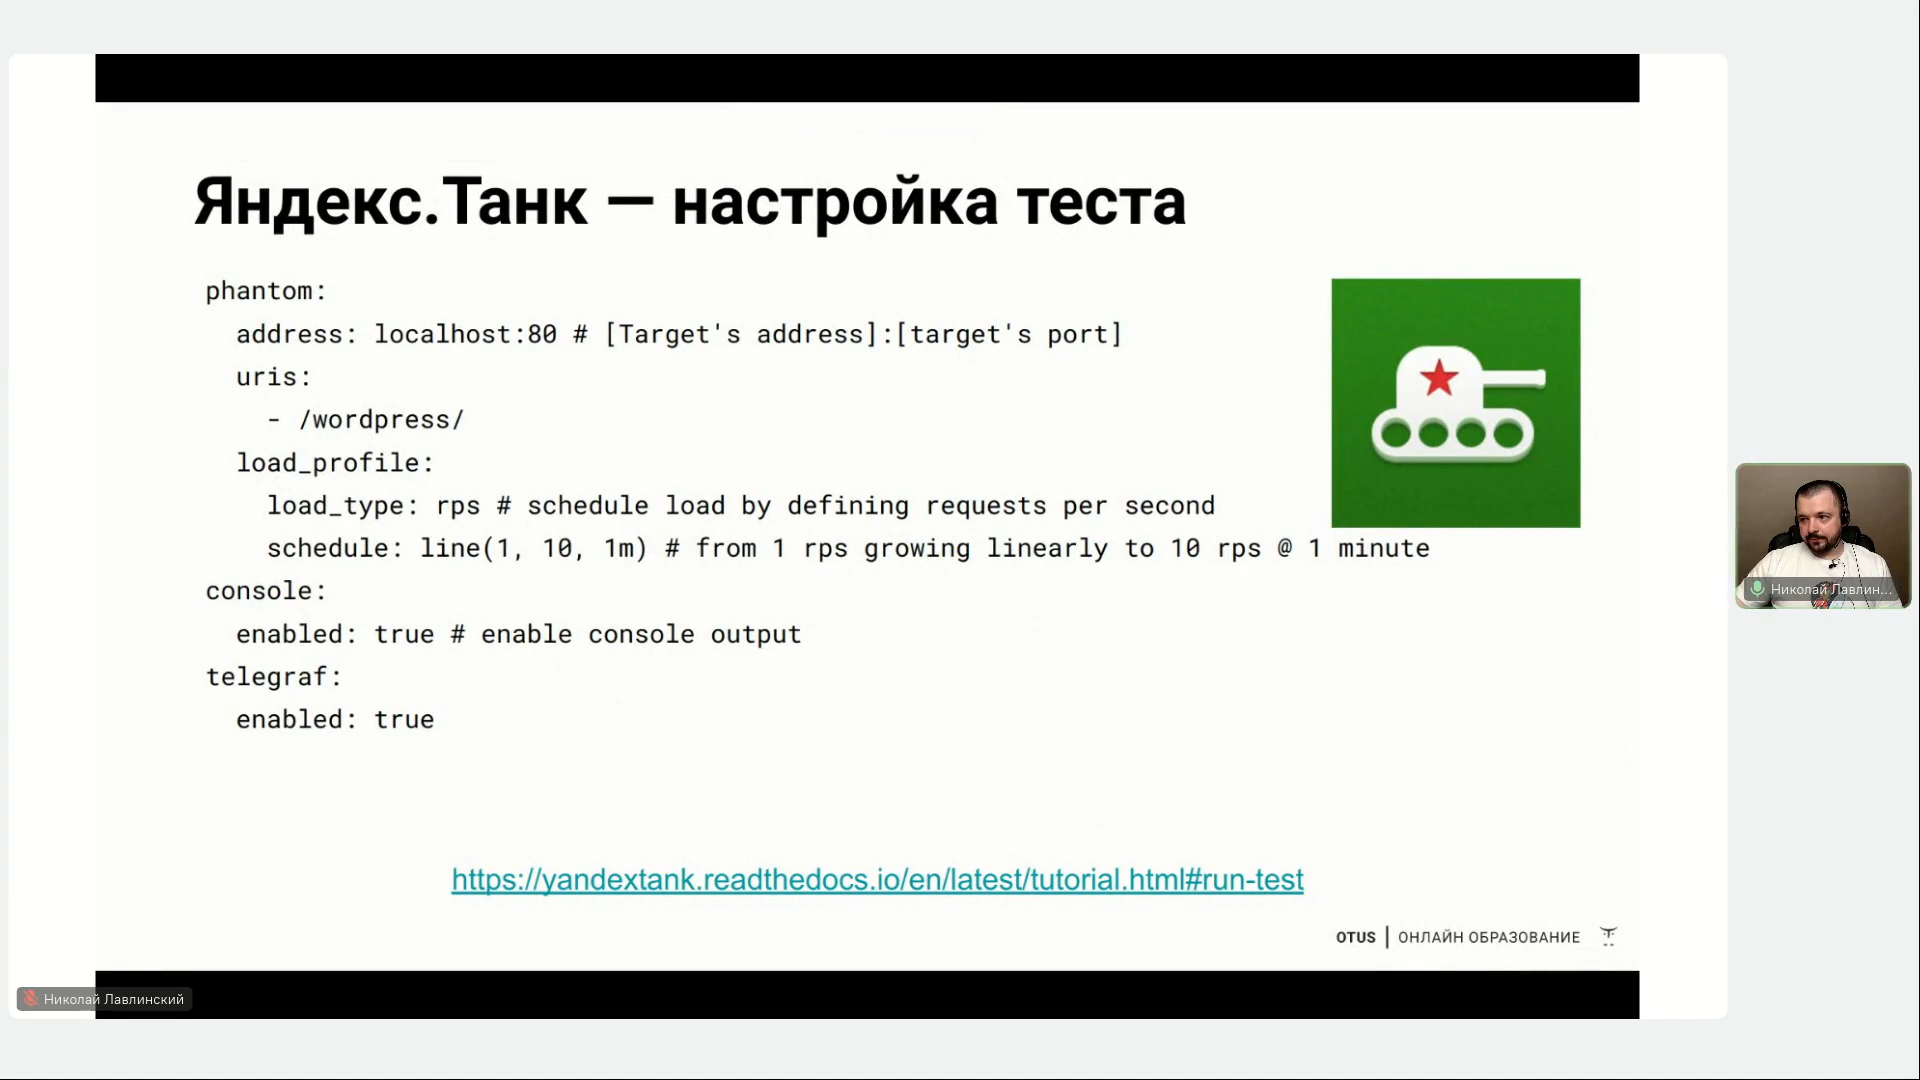 Яндекс.Танк — настройка теста
phantom:
  address: localhost:80 # [Target's address]:[target's port]
  uris:
    - /wordpress/
  load_profile:
    load_type: rps # schedule load by defining requests per second
    schedule: line(1, 10, 1m) # from 1 rps growing linearly to 10 rps @ 1 minute
console:
  enabled: true # enable console output
telegraf:
  enabled: true
https://yandextank.readthedocs.io/en/latest/tutorial.html#run-test
OTUS | ОНЛАЙН ОБРАЗОВАНИЕ
Николай Лавлинский
Николай Лавлин...